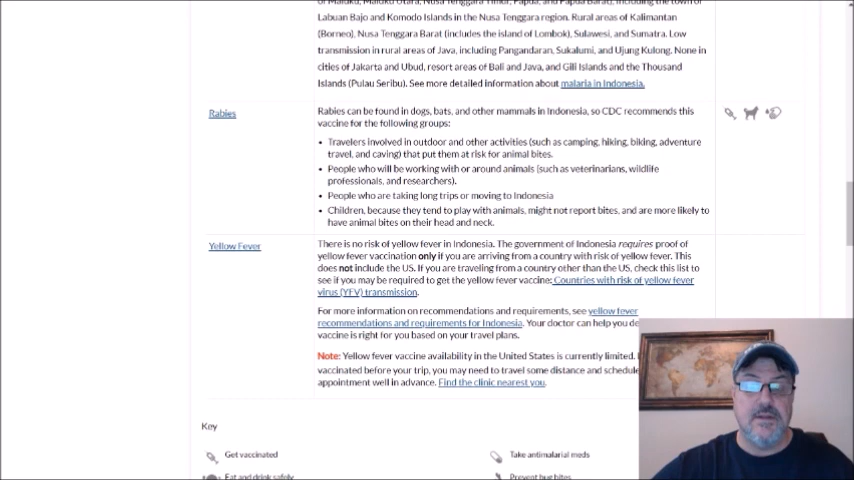 of Maluku, Maluku Utara, Nusa Tenggara Timur, Papua, and Papua Barat), including the town of
Labuan Bajo and Komodo Islands in the Nusa Tenggara region. Rural areas of Kalimantan
(Borneo), Nusa Tenggara Barat (includes the island of Lombok), Sulawesi, and Sumatra. Low
transmission in rural areas of Java, including Pangandaran, Sukalumi, and Ujung Kulong. None in
cities of Jakarta and Ubud, resort areas of Bali and Java, and Gili Islands and the Thousand
Islands (Pulau Seribu). See more detailed information about malaria in Indonesia.
Rabies
Rabies can be found in dogs, bats, and other mammals in Indonesia, so CDC recommends this
vaccine for the following groups:
• Travelers involved in outdoor and other activities (such as camping, hiking, biking, adventure
travel, and caving) that put them at risk for animal bites.
• People who will be working with or around animals (such as veterinarians, wildlife
professionals, and researchers).
• People who are taking long trips or moving to Indonesia
• Children, because they tend to play with animals, might not report bites, and are more likely to
have animal bites on their head and neck.
Yellow Fever
There is no risk of yellow fever in Indonesia. The government of Indonesia requires proof of
yellow fever vaccination only if you are arriving from a country with risk of yellow fever. This
does not include the US. If you are traveling from a country other than the US, check this list to
see if you may be required to get the yellow fever vaccine: Countries with risk of yellow fever
virus (YFV) transmission.
For more information on recommendations and requirements, see yellow fever
recommendations and requirements for Indonesia. Your doctor can help you de
vaccine is right for you based on your travel plans.
Note: Yellow fever vaccine availability in the United States is currently limited.
vaccinated before your trip, you may need to travel some distance and schedule
appointment well in advance. Find the clinic nearest you.
Key
Get vaccinated
Take antimalarial meds
Eat and drink safely
Prevent bug bites